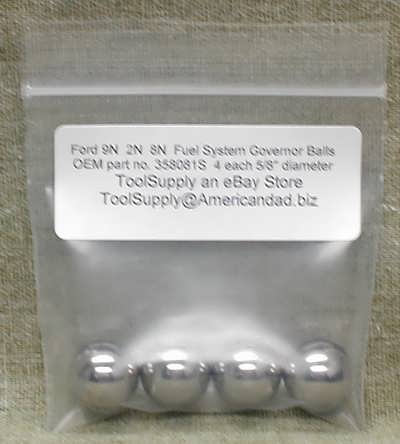 Ford 9N 2N 8N Fuel System Governor Balls
OEM part no. 358081S 4 each 5/8" diameter
ToolSupply an eBay Store
ToolSupply@Americandad.biz